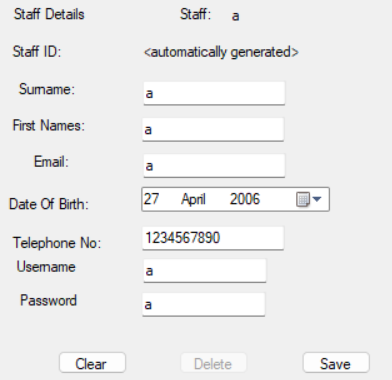 Staff Details Staff: a
Staff ID: <automatically generated>
Surname: a
First Names: a
Email: a
Date Of Birth: 27 April 2006
Telephone No: 1234567890
Username a
Password a
Clear Delete Save